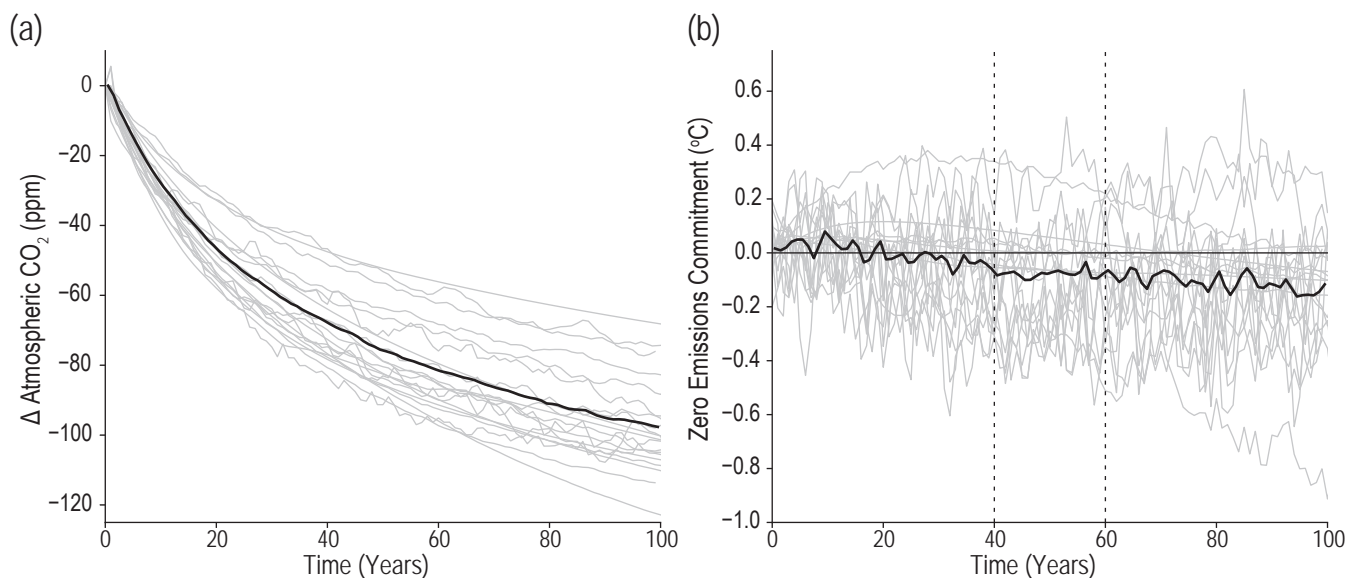 (a)
0
−20
−40
−60
−80
−100
−120
Δ Atmospheric CO₂ (ppm)
0 20 40 60 80 100
Time (Years)
(b)
0.6
0.4
0.2
0.0
−0.2
−0.4
−0.6
−0.8
−1.0
Zero Emissions Commitment (ºC)
0 20 40 60 80 100
Time (Years)